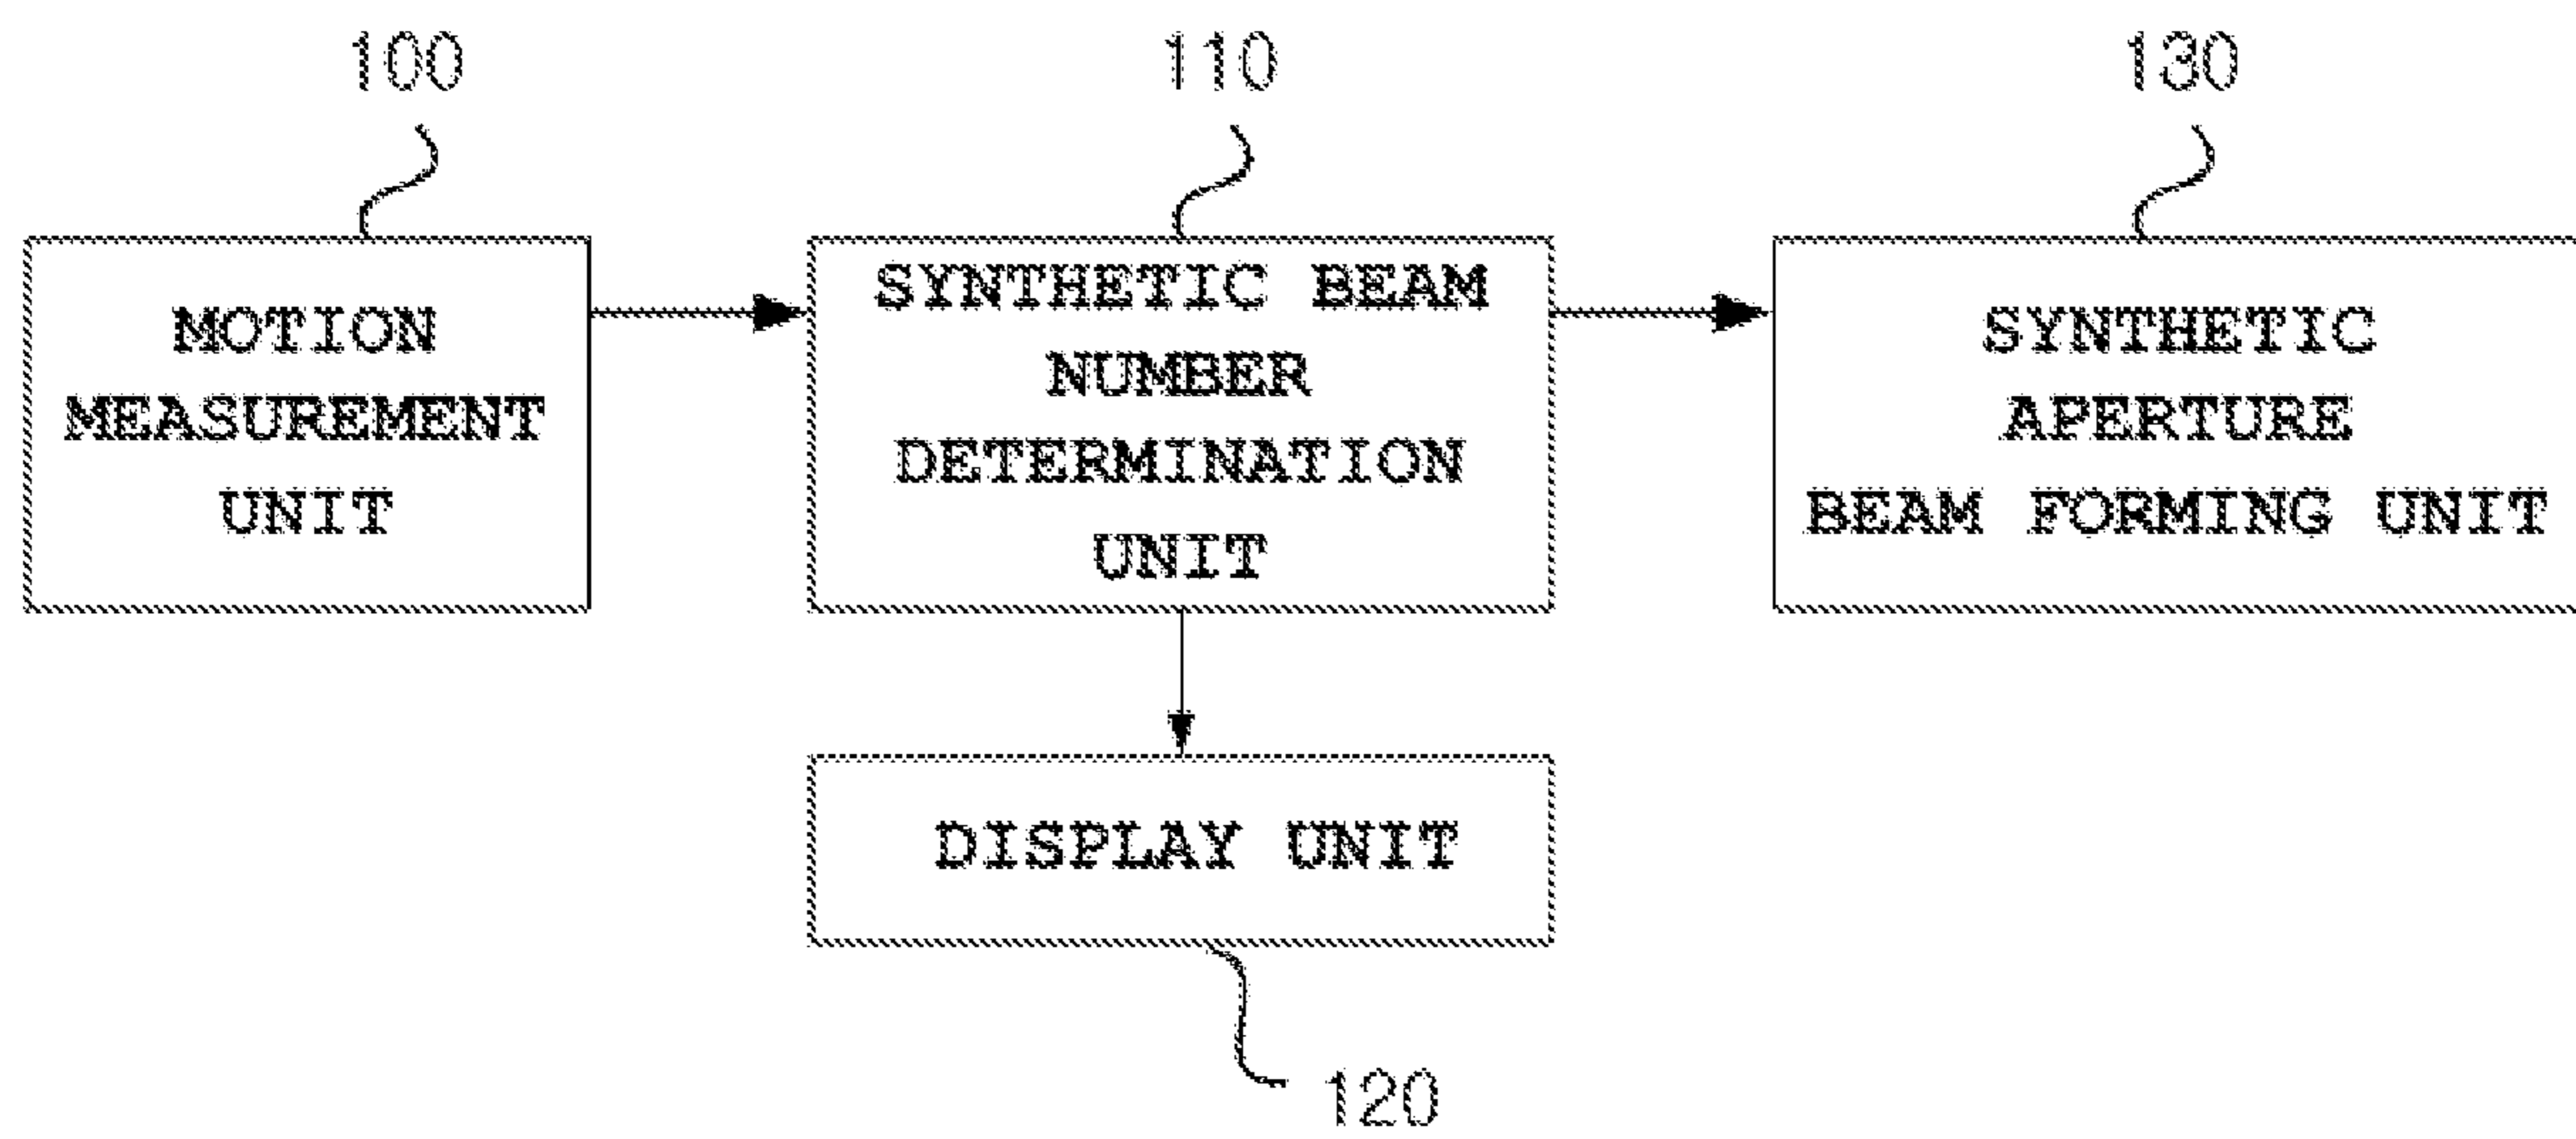 100
110
130
MOTION
MEASUREMENT
UNIT
SYNTHETIC BEAM
NUMBER
DETERMINATION
UNIT
SYNTHETIC
APERTURE
BEAM FORMING UNIT
DISPLAY UNIT
120